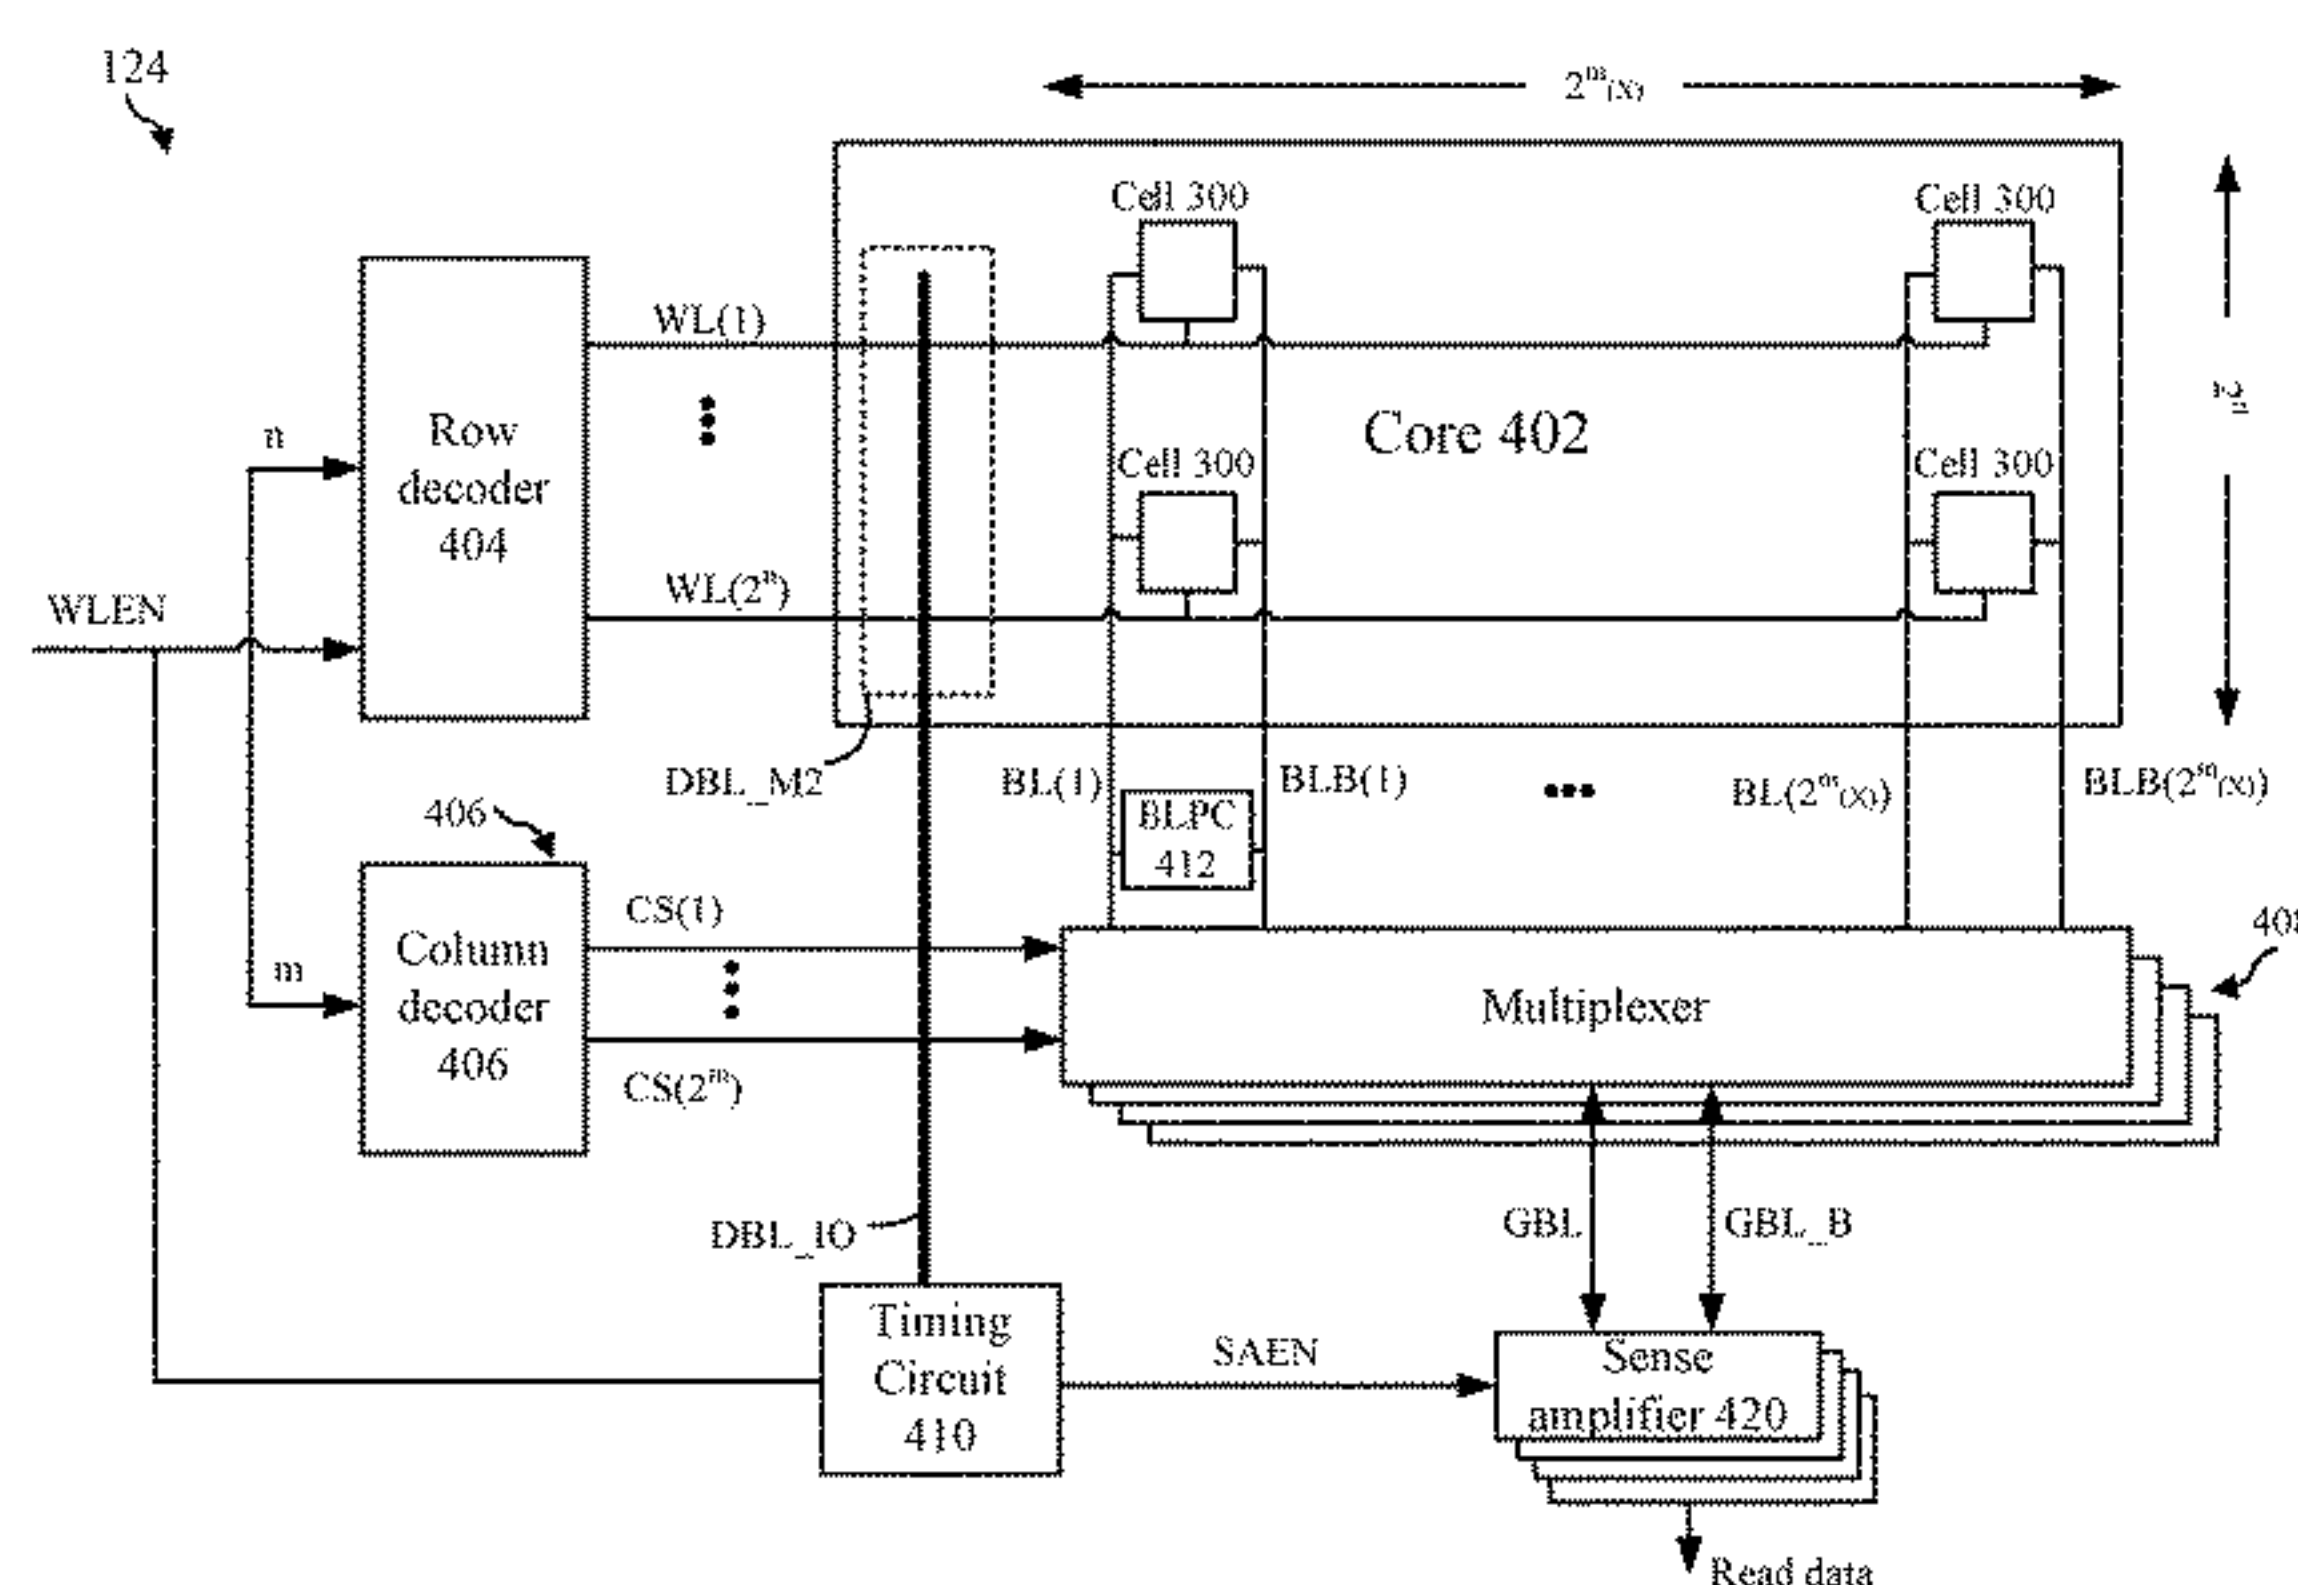 124
2^m(x)
Cell 300
Cell 300
WL(1)
2^n
n
Row
decoder
404
Core 402
Cell 300
Cell 300
WL(2^n)
WLEN
DBL_M2
BL(1)
BLB(1)
BL(2^m(x))
BLB(2^m(x))
406
BLPC
412
CS(1)
Column
decoder
406
m
Multiplexer
CS(2^m)
DBL_IO
GBL
GBL_B
Timing
Circuit
410
SAEN
Sense
amplifier 420
Read data